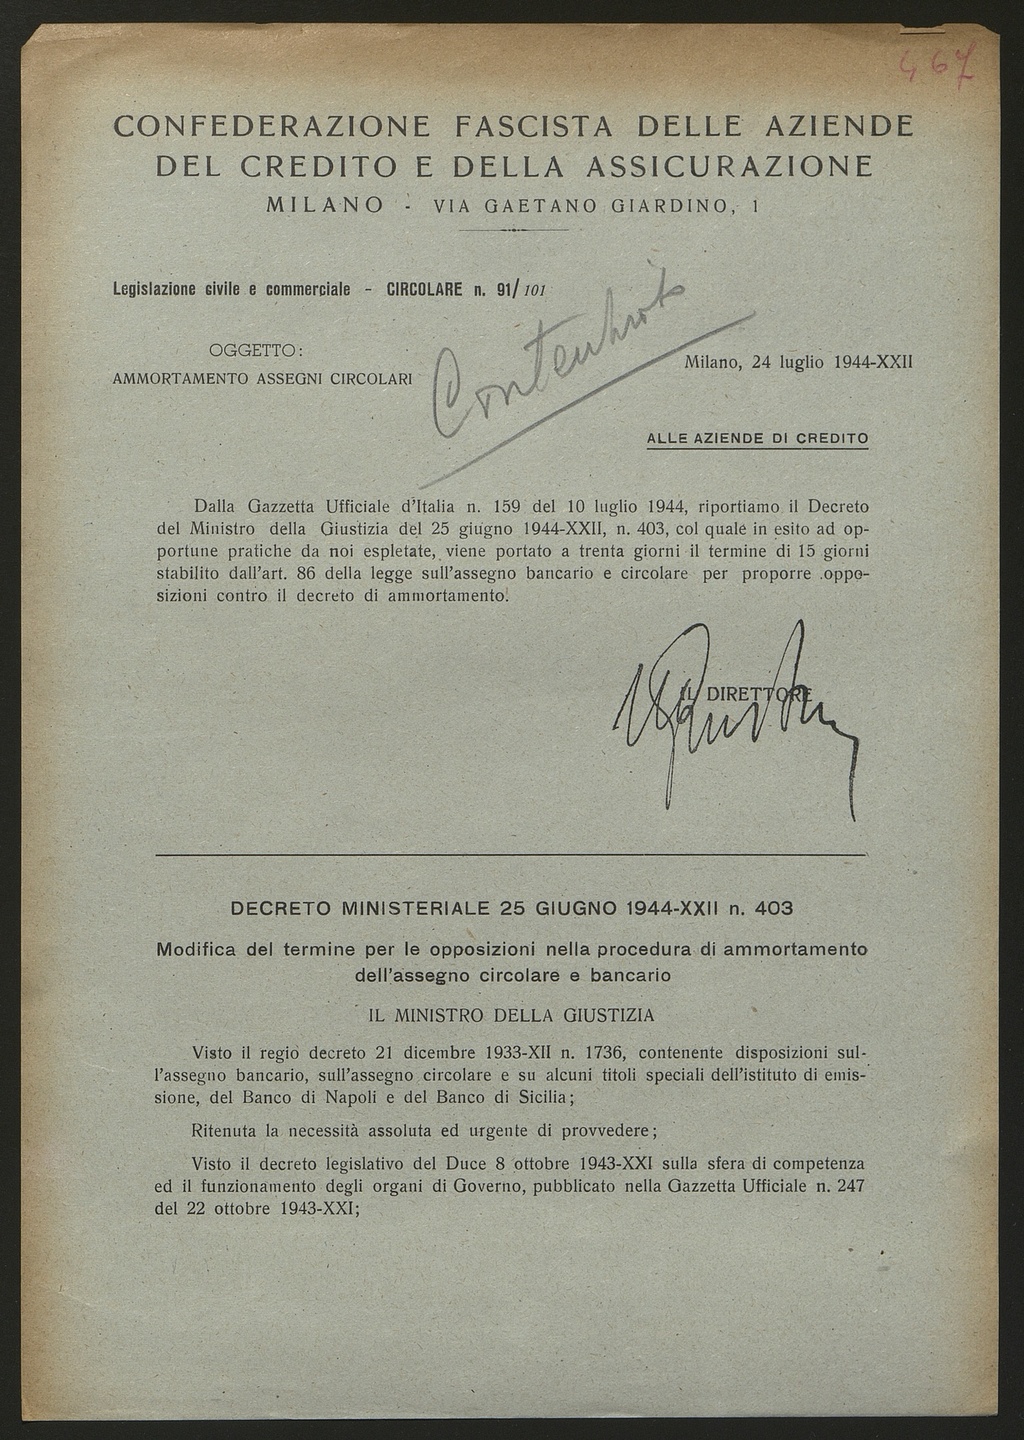 467
CONFEDERAZIONE FASCISTA DELLE AZIENDE
DEL CREDITO E DELLA ASSICURAZIONE
MILANO - VIA GAETANO GIARDINO, 1
Legislazione civile e commerciale - CIRCOLARE n. 91/101
OGGETTO:
AMMORTAMENTO ASSEGNI CIRCOLARI
Milano, 24 luglio 1944-XXII
ALLE AZIENDE DI CREDITO
Dalla Gazzetta Ufficiale d'Italia n. 159 del 10 luglio 1944, riportiamo il Decreto
del Ministro della Giustizia del 25 giugno 1944-XXII, n. 403, col quale in esito ad op-
portune pratiche da noi espletate, viene portato a trenta giorni il termine di 15 giorni
stabilito dall'art. 86 della legge sull'assegno bancario e circolare per proporre oppo-
sizioni contro il decreto di ammortamento.
IL DIRETTORE
DECRETO MINISTERIALE 25 GIUGNO 1944-XXII n. 403
Modifica del termine per le opposizioni nella procedura di ammortamento
dell'assegno circolare e bancario
IL MINISTRO DELLA GIUSTIZIA
Visto il regio decreto 21 dicembre 1933-XII n. 1736, contenente disposizioni sul-
l'assegno bancario, sull'assegno circolare e su alcuni titoli speciali dell'istituto di emis-
sione, del Banco di Napoli e del Banco di Sicilia;
Ritenuta la necessità assoluta ed urgente di provvedere;
Visto il decreto legislativo del Duce 8 ottobre 1943-XXI sulla sfera di competenza
ed il funzionamento degli organi di Governo, pubblicato nella Gazzetta Ufficiale n. 247
del 22 ottobre 1943-XXI;